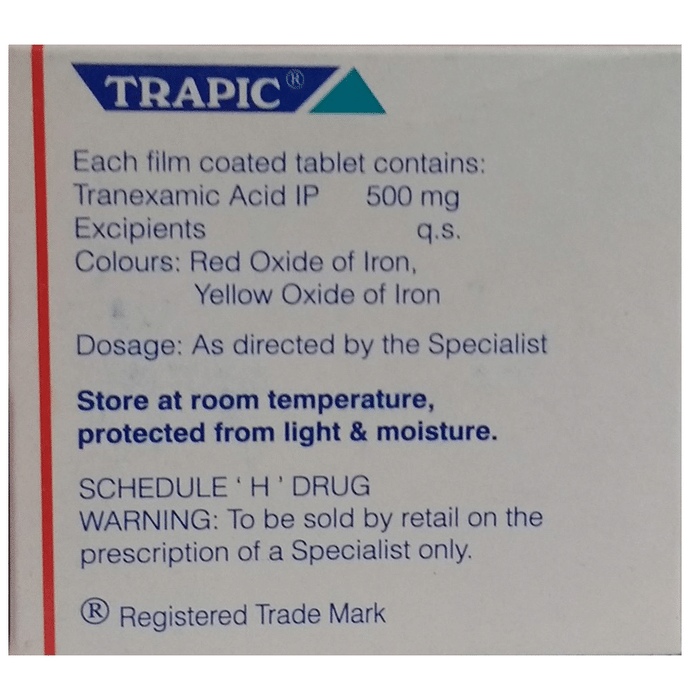 TRAPIC®
Each film coated tablet contains:
Tranexamic Acid IP 500 mg
Excipients q.s.
Colours: Red Oxide of Iron,
Yellow Oxide of Iron
Dosage: As directed by the Specialist
Store at room temperature,
protected from light & moisture.
SCHEDULE ' H ' DRUG
WARNING: To be sold by retail on the
prescription of a Specialist only.
® Registered Trade Mark